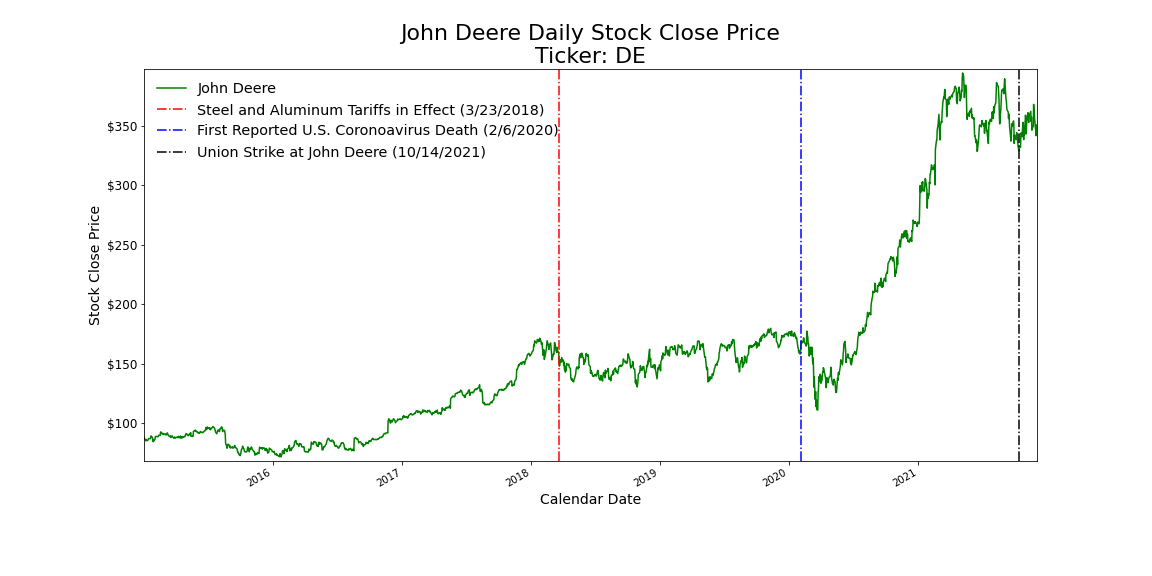 John Deere Daily Stock Close Price
Ticker: DE
John Deere
Steel and Aluminum Tariffs in Effect (3/23/2018)
First Reported U.S. Coronoavirus Death (2/6/2020)
Union Strike at John Deere (10/14/2021)
Stock Close Price
$350
$300
$250
$200
$150
$100
2016
2017
2018
2019
2020
2021
Calendar Date